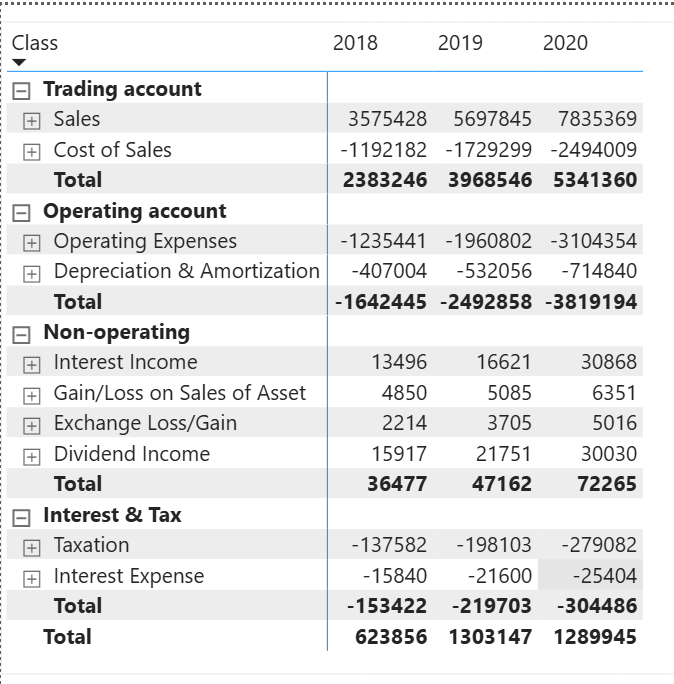 Class 2018 2019 2020
Trading account
Sales 3575428 5697845 7835369
Cost of Sales -1192182 -1729299 -2494009
Total 2383246 3968546 5341360
Operating account
Operating Expenses -1235441 -1960802 -3104354
Depreciation & Amortization -407004 -532056 -714840
Total -1642445 -2492858 -3819194
Non-operating
Interest Income 13496 16621 30868
Gain/Loss on Sales of Asset 4850 5085 6351
Exchange Loss/Gain 2214 3705 5016
Dividend Income 15917 21751 30030
Total 36477 47162 72265
Interest & Tax
Taxation -137582 -198103 -279082
Interest Expense -15840 -21600 -25404
Total -153422 -219703 -304486
Total 623856 1303147 1289945